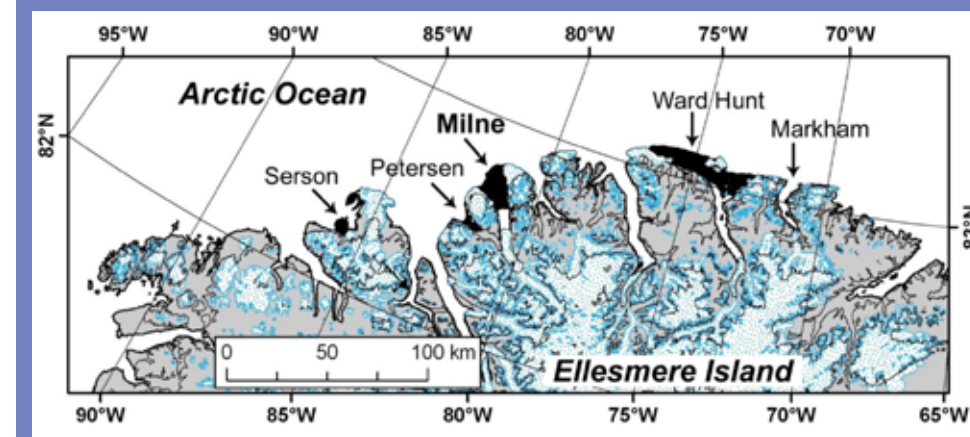 95°W 90°W 85°W 80°W 75°W 70°W
Arctic Ocean
Ward Hunt
Milne
Markham
82°N
Petersen
Serson
83°N
0 50 100 km
Ellesmere Island
90°W 85°W 80°W 75°W 70°W 65°W